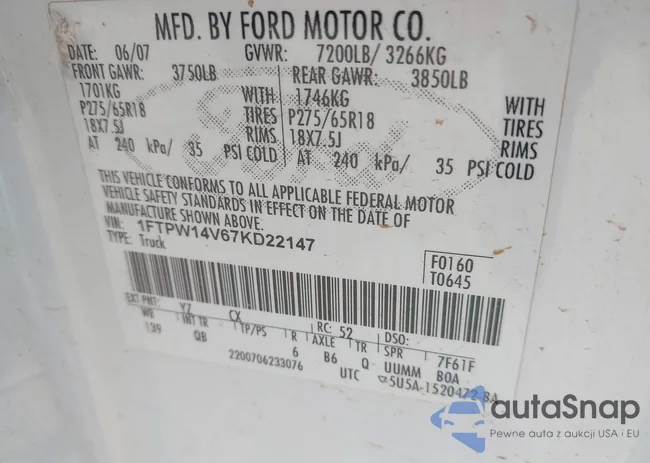 MFD. BY FORD MOTOR CO.
DATE: 06/07 GVWR: 7200LB/ 3266KG
FRONT GAWR: 3750LB REAR GAWR: 3850LB
1701KG WITH 1746KG WITH
P275/65R18 TIRES P275/65R18 TIRES
18X7.5J RIMS 18X7.5J RIMS
AT 240 kPa/ 35 PSI COLD AT 240 kPa/ 35 PSI COLD
THIS VEHICLE CONFORMS TO ALL APPLICABLE FEDERAL MOTOR
VEHICLE SAFETY STANDARDS IN EFFECT ON THE DATE OF
MANUFACTURE SHOWN ABOVE.
VIN: 1FTPW14V67KD22147
TYPE: Truck
F0160
T0645
EXT PNT: YZ CX RC: 52 DSO:
WB INT TR TP/PS R AXLE TR SPR 7F61F
139 QB 6 B6 Q UUMM BOA
2200706233076 UTC 5U5A-1520472 BA
Ford
autaSnap
Pewne auta z aukcji USA i EU